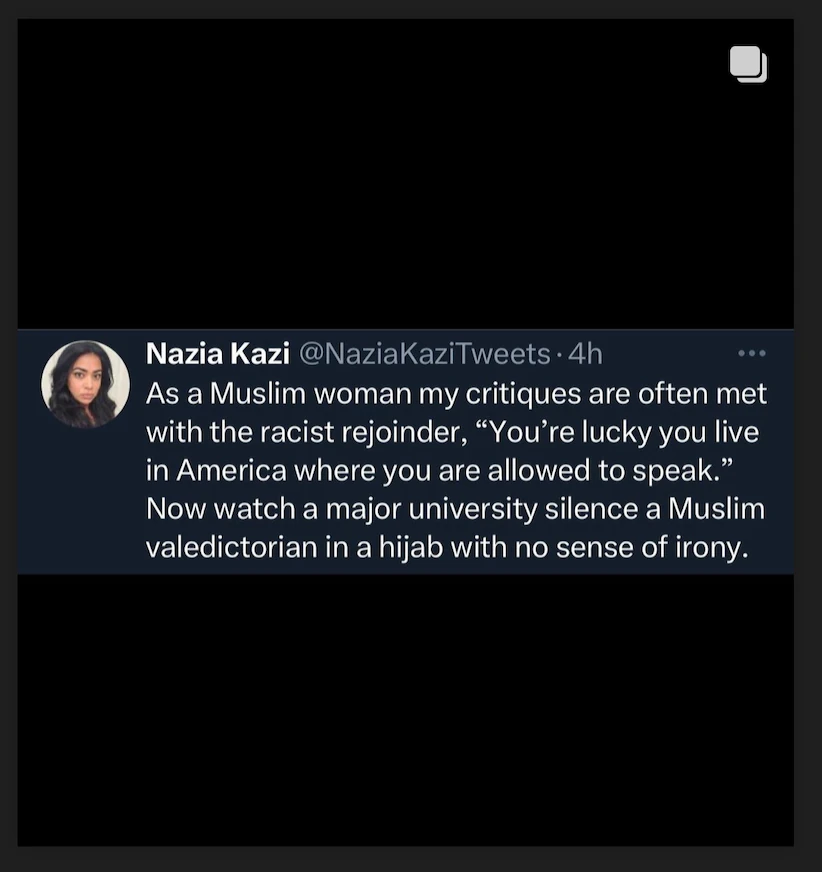 Nazia Kazi @NaziaKaziTweets · 4h
As a Muslim woman my critiques are often met
with the racist rejoinder, “You’re lucky you live
in America where you are allowed to speak.”
Now watch a major university silence a Muslim
valedictorian in a hijab with no sense of irony.